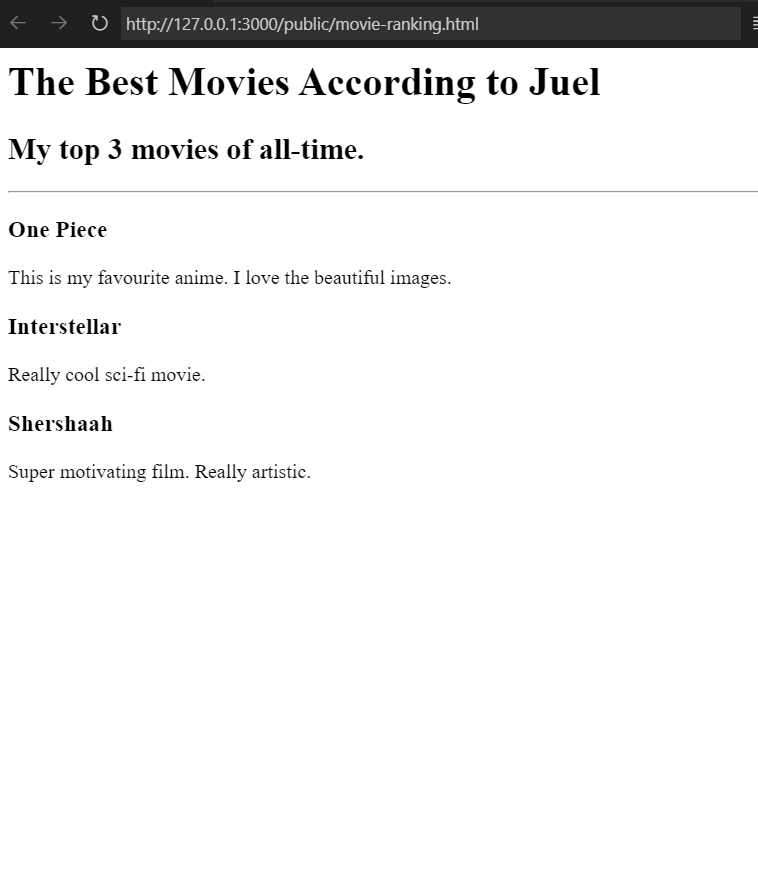 http://127.0.0.1:3000/public/movie-ranking.html
The Best Movies According to Juel
My top 3 movies of all-time.
One Piece
This is my favourite anime. I love the beautiful images.
Interstellar
Really cool sci-fi movie.
Shershaah
Super motivating film. Really artistic.